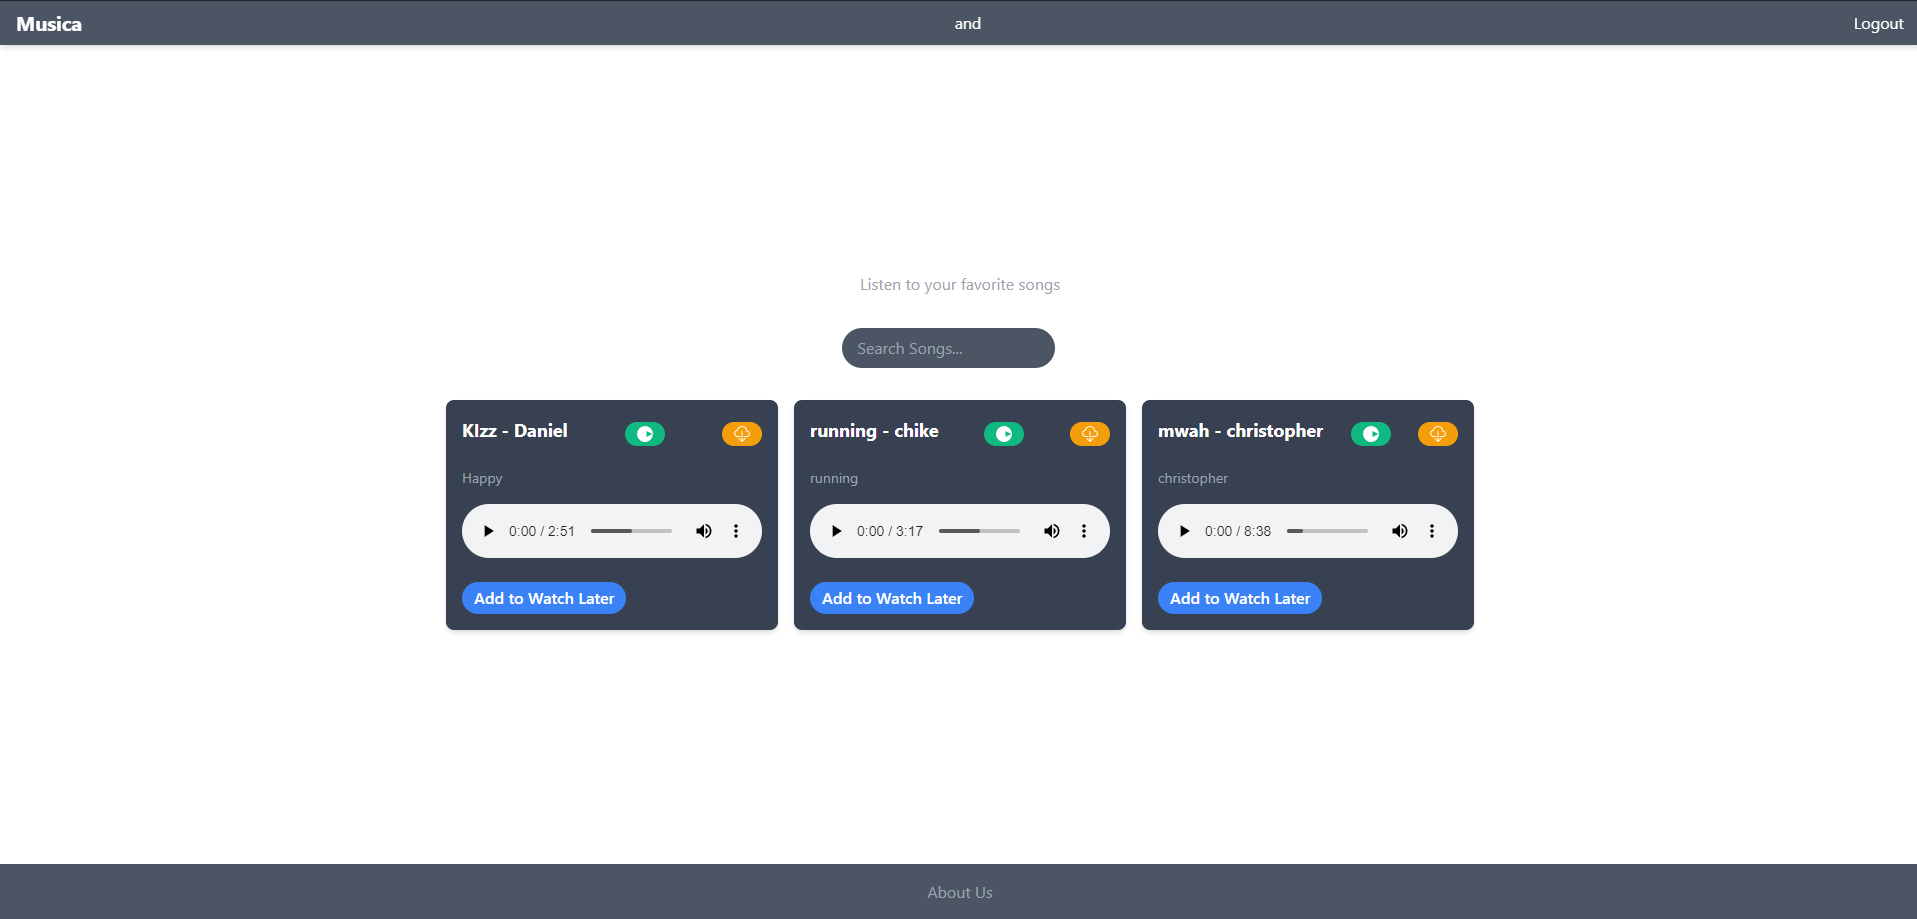 Musica
and
Logout
Listen to your favorite songs
Search Songs...
KIzz - Daniel
Happy
0:00 / 2:51
Add to Watch Later
running - chike
running
0:00 / 3:17
Add to Watch Later
mwah - christopher
christopher
0:00 / 8:38
Add to Watch Later
About Us